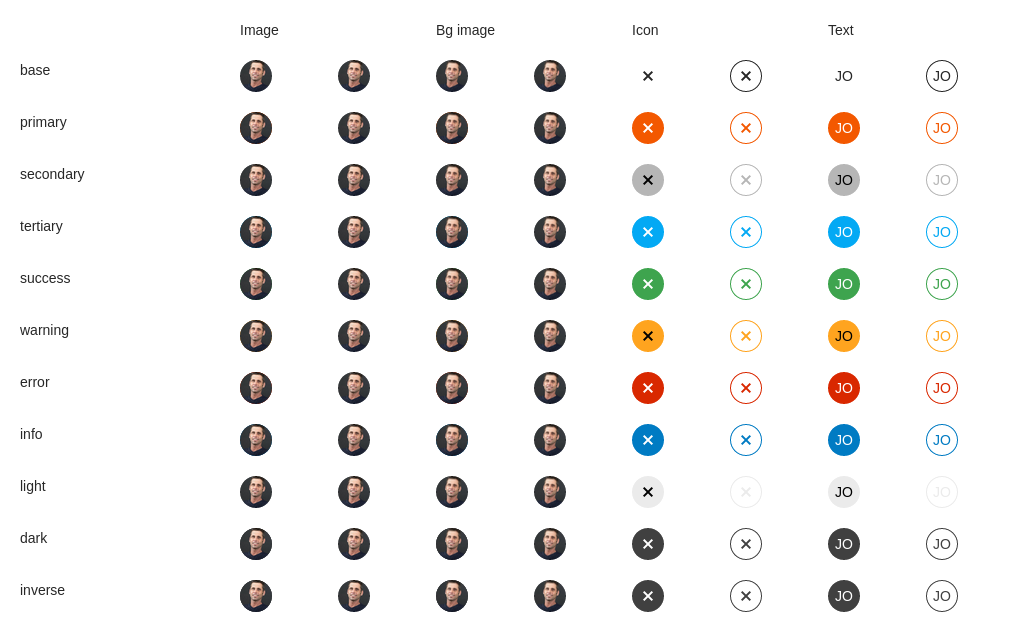 Image Bg image Icon Text
base JO JO
primary JO JO
secondary JO JO
tertiary JO JO
success JO JO
warning JO JO
error JO JO
info JO JO
light JO JO
dark JO JO
inverse JO JO